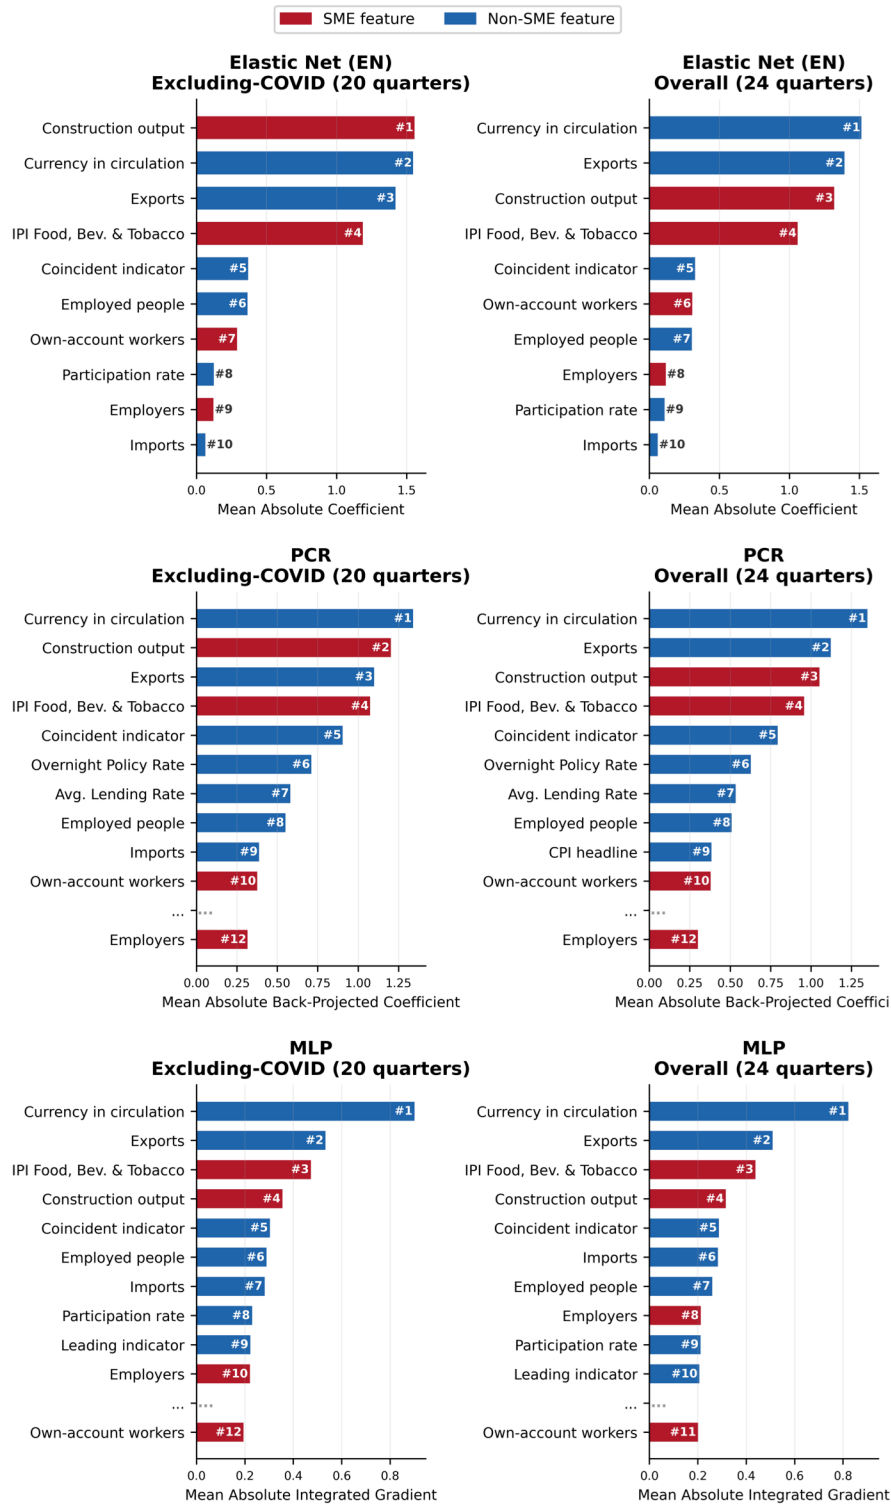 SME feature Non-SME feature
Elastic Net (EN)
Excluding-COVID (20 quarters)
Construction output #1
Currency in circulation #2
Exports #3
IPI Food, Bev. & Tobacco #4
Coincident indicator #5
Employed people #6
Own-account workers #7
Participation rate #8
Employers #9
Imports #10
0.0 0.5 1.0 1.5
Mean Absolute Coefficient
Elastic Net (EN)
Overall (24 quarters)
Currency in circulation #1
Exports #2
Construction output #3
IPI Food, Bev. & Tobacco #4
Coincident indicator #5
Own-account workers #6
Employed people #7
Employers #8
Participation rate #9
Imports #10
0.0 0.5 1.0 1.5
Mean Absolute Coefficient
PCR
Excluding-COVID (20 quarters)
Currency in circulation #1
Construction output #2
Exports #3
IPI Food, Bev. & Tobacco #4
Coincident indicator #5
Overnight Policy Rate #6
Avg. Lending Rate #7
Employed people #8
Imports #9
Own-account workers #10
... ...
Employers #12
0.00 0.25 0.50 0.75 1.00 1.25
Mean Absolute Back-Projected Coefficient
PCR
Overall (24 quarters)
Currency in circulation #1
Exports #2
Construction output #3
IPI Food, Bev. & Tobacco #4
Coincident indicator #5
Overnight Policy Rate #6
Avg. Lending Rate #7
Employed people #8
CPI headline #9
Own-account workers #10
... ...
Employers #12
0.00 0.25 0.50 0.75 1.00 1.25
Mean Absolute Back-Projected Coeffici
MLP
Excluding-COVID (20 quarters)
Currency in circulation #1
Exports #2
IPI Food, Bev. & Tobacco #3
Construction output #4
Coincident indicator #5
Employed people #6
Imports #7
Participation rate #8
Leading indicator #9
Employers #10
... ...
Own-account workers #12
0.0 0.2 0.4 0.6 0.8
Mean Absolute Integrated Gradient
MLP
Overall (24 quarters)
Currency in circulation #1
Exports #2
IPI Food, Bev. & Tobacco #3
Construction output #4
Coincident indicator #5
Imports #6
Employed people #7
Employers #8
Participation rate #9
Leading indicator #10
... ...
Own-account workers #11
0.0 0.2 0.4 0.6 0.8
Mean Absolute Integrated Gradient